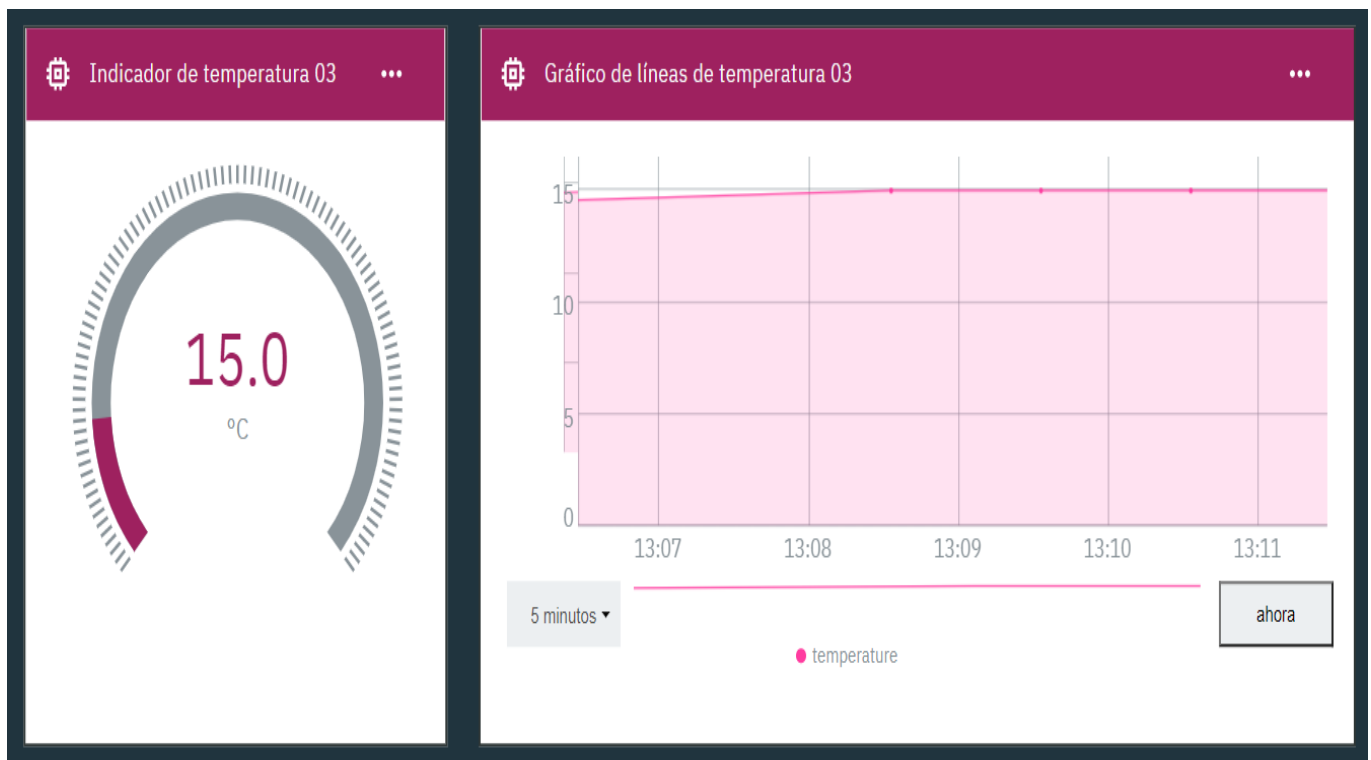 Indicador de temperatura 03
15.0
°C
Gráfico de líneas de temperatura 03
15
10
5
0
13:07 13:08 13:09 13:10 13:11
5 minutos
ahora
temperature